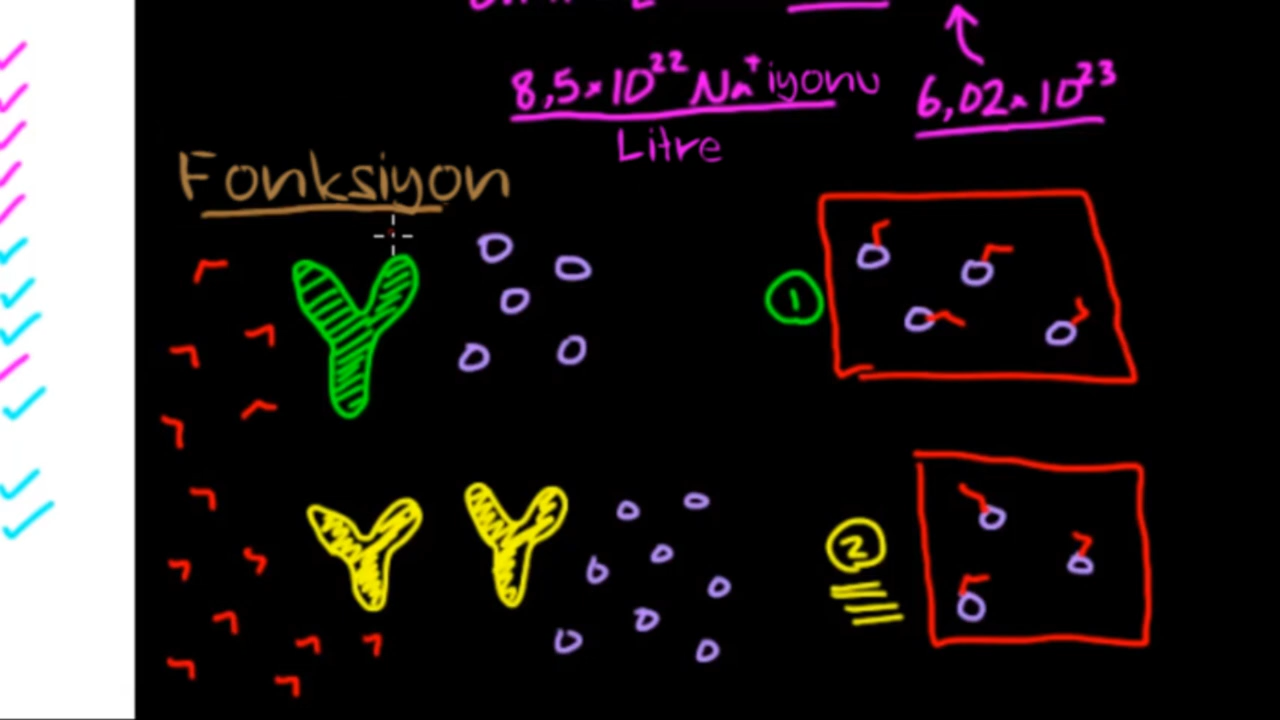 8,5×10²² Na⁺ iyonu
Litre
6,02×10²³
Fonksiyon
1
2